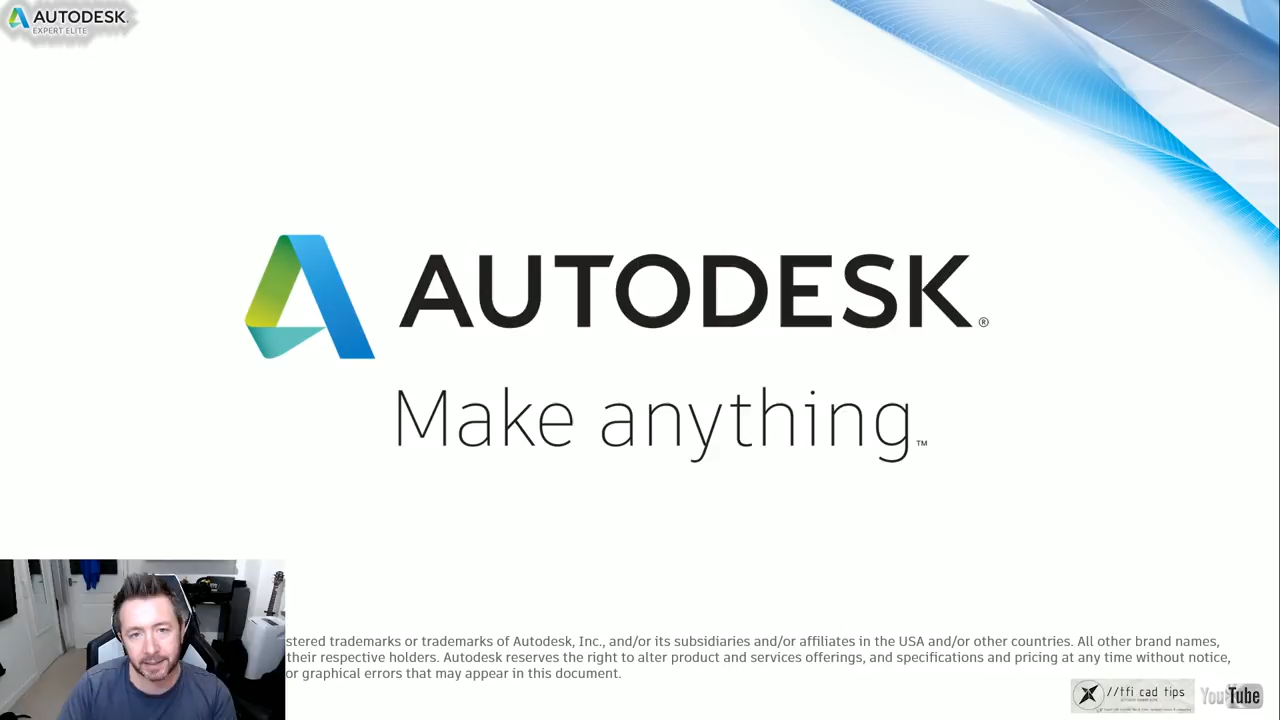 AUTODESK.
EXPERT ELITE
AUTODESK®
Make anything™
stered trademarks or trademarks of Autodesk, Inc., and/or its subsidiaries and/or affiliates in the USA and/or other countries. All other brand names,
their respective holders. Autodesk reserves the right to alter product and services offerings, and specifications and pricing at any time without notice,
or graphical errors that may appear in this document.
//tfi cad tips
YouTube